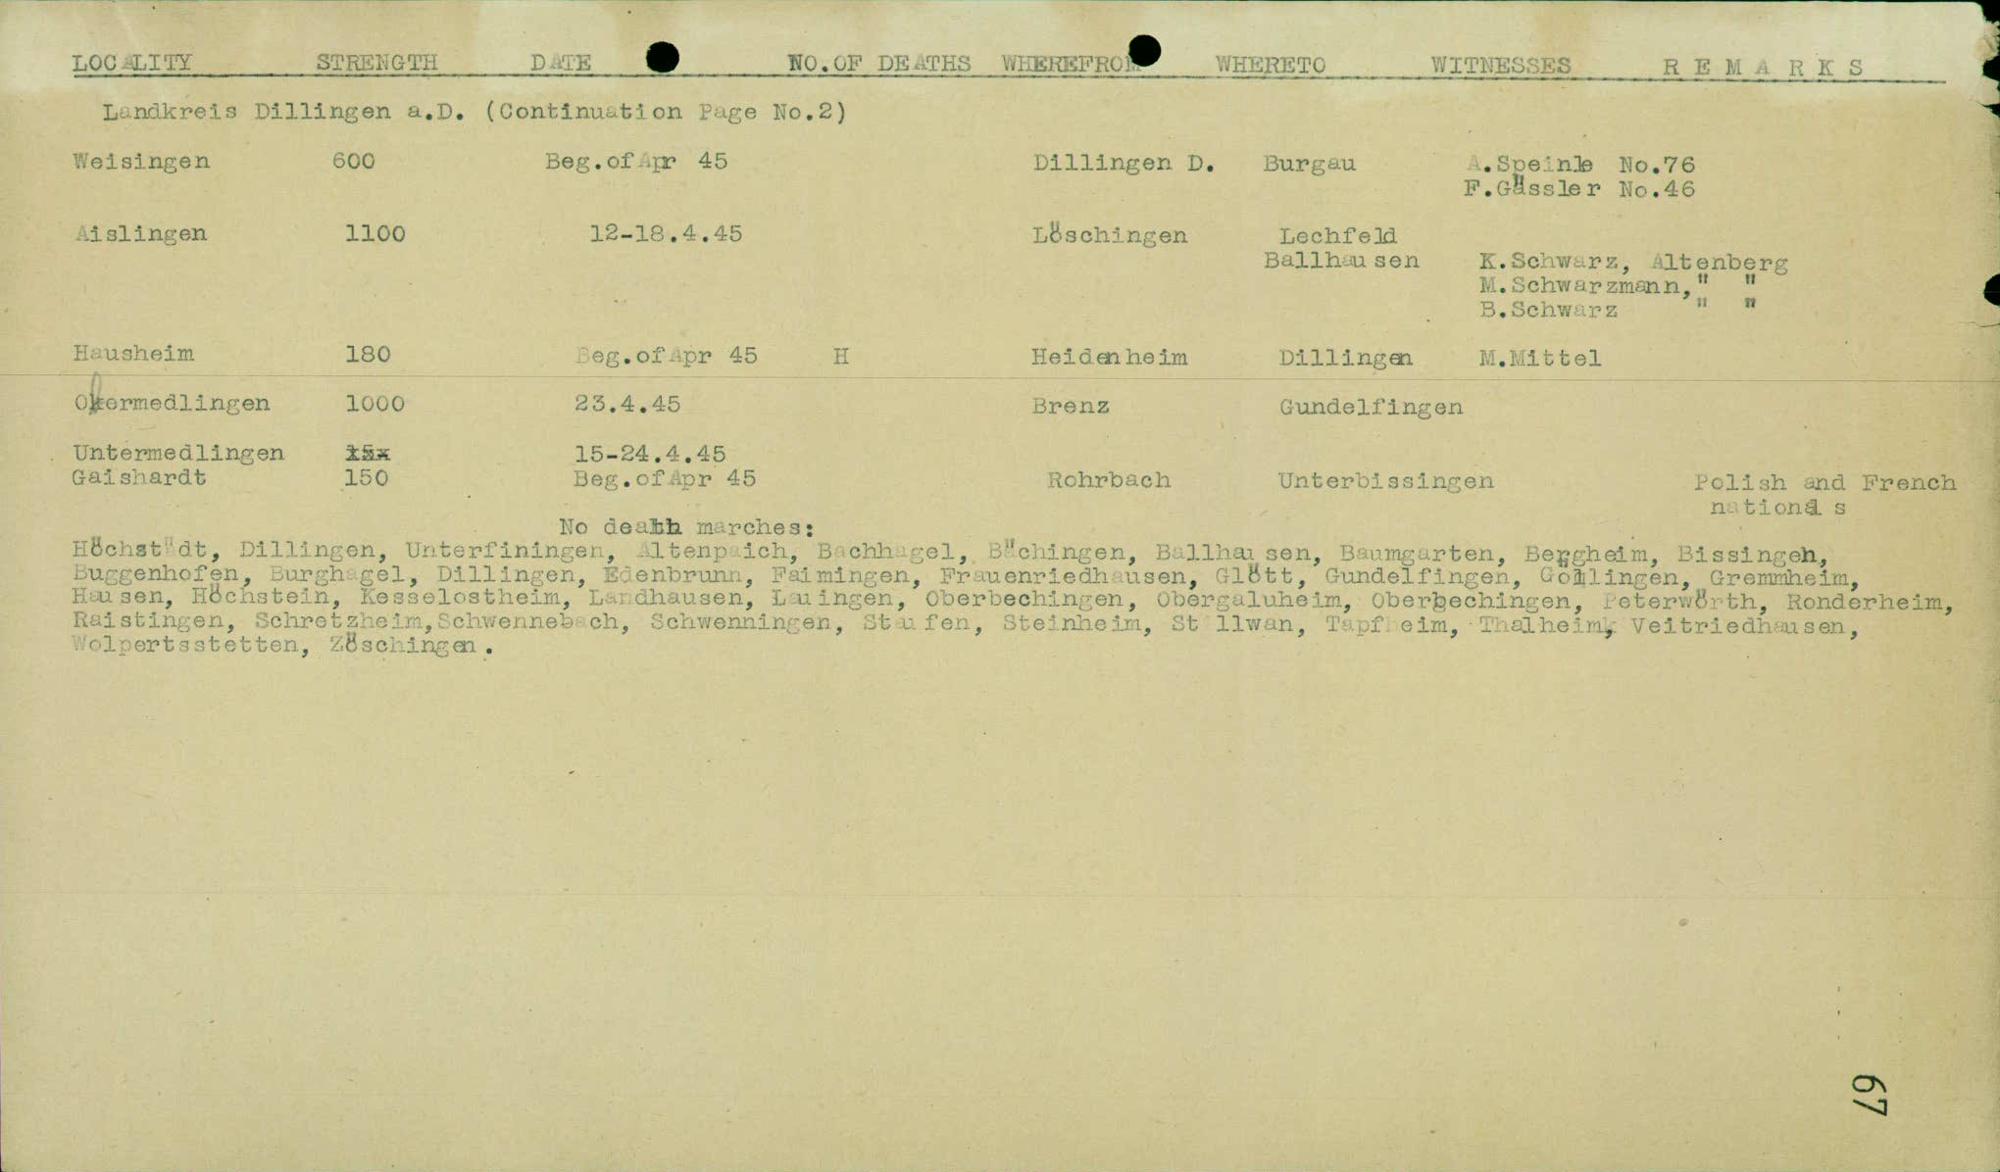 LOCALITY STRENGTH DATE NO.OF DEATHS WHEREFROM WHERETO WITNESSES R E M A R K S
Landkreis Dillingen a.D. (Continuation Page No.2)
Weisingen 600 Beg.of Apr 45 Dillingen D. Burgau A.Speinle No.76
F.Gässler No.46
Aislingen 1100 12-18.4.45 Löschingen Lechfeld
Ballhausen K.Schwarz, Altenberg
M.Schwarzmann," "
B.Schwarz " "
Hausheim 180 Beg.of Apr 45 H Heidenheim Dillingen M.Mittel
Obermedlingen 1000 23.4.45 Brenz Gundelfingen
Untermedlingen 15-24.4.45
Gaishardt 150 Beg.of Apr 45 Rohrbach Unterbissingen Polish and French
nationals
No death marches:
Höchstädt, Dillingen, Unterfiningen, Altenpaich, Bachhagel, Bächingen, Ballhausen, Baumgarten, Bergheim, Bissingen,
Buggenhofen, Burghagel, Dillingen, Edenbrunn, Faimingen, Frauenriedhausen, Glött, Gundelfingen, Gremmheim,
Hausen, Höchstein, Kesselostheim, Landhausen, Lauingen, Oberbechingen, Obergaluheim, Oberbechingen, Peterwörth, Ronderheim,
Raistingen, Schretzheim,Schwennebach, Schwenningen, Staufen, Steinheim, St llwan, Tapfheim, Thalheim, Veitriedhausen,
Wolpertsstetten, Zöschingen.
67